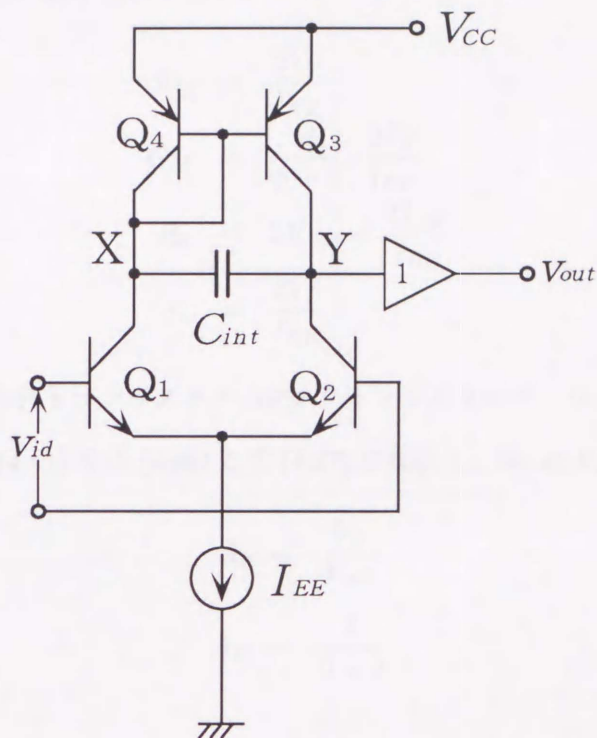 V_CC
Q_4
Q_3
X
Y
1
V_out
C_int
Q_1
Q_2
V_id
I_EE